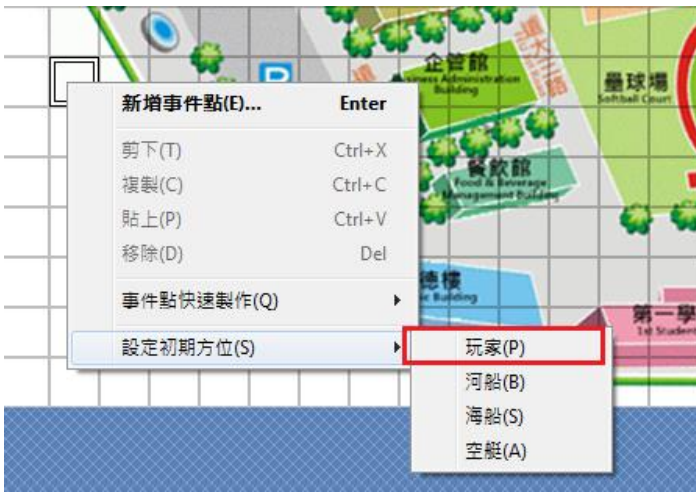 企管館
Business Administration
Building
壘球場
Softball Court
新增事件點(E)... Enter
剪下(T) Ctrl+X
複製(C) Ctrl+C
貼上(P) Ctrl+V
移除(D) Del
事件點快速製作(Q)
設定初期方位(S)
餐飲館
Food & Beverage
Management Building
德樓
Building
第一學
1st Student
玩家(P)
河船(B)
海船(S)
空艇(A)